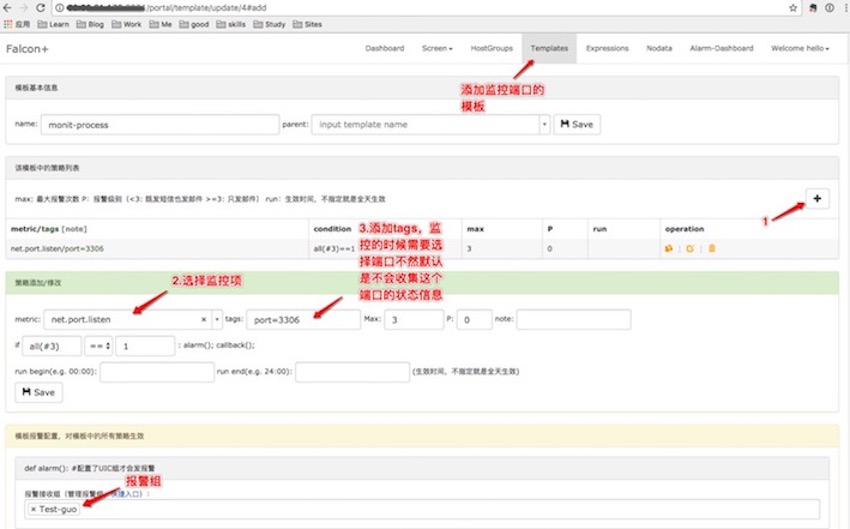 /portal/template/update/4#add
应用 Learn Blog Work Me good skills Study Sites
Falcon+ Dashboard Screen HostGroups Templates Expressions Nodata Alarm-Dashboard Welcome hello
添加监控端口的
模板
模板基本信息
name: monit-process parent: input template name Save
该模板中的策略列表
max: 最大报警次数 P: 报警级别 (<3: 既发短信也发邮件 >=3: 只发邮件) run: 生效时间, 不指定就是全天生效
+
1
metric/tags [note] condition max P run operation
net.port.listen/port=3306 all(#3)==1 3 0
3.添加tags, 监
控的时候需要选
择端口不然默认
是不会收集这个
端口的状态信息
策略添加/修改
2.选择监控项
metric: net.port.listen × tags: port=3306 Max: 3 P: 0 note:
if all(#3) == 1 : alarm(); callback();
run begin(e.g. 00:00): run end(e.g. 24:00): (生效时间, 不指定就是全天生效)
Save
模板报警配置, 对模板中的所有策略生效
def alarm(): #配置了UIC组才会发报警
报警组
报警接收组 (管理报警组, 快捷入口) :
× Test-guo